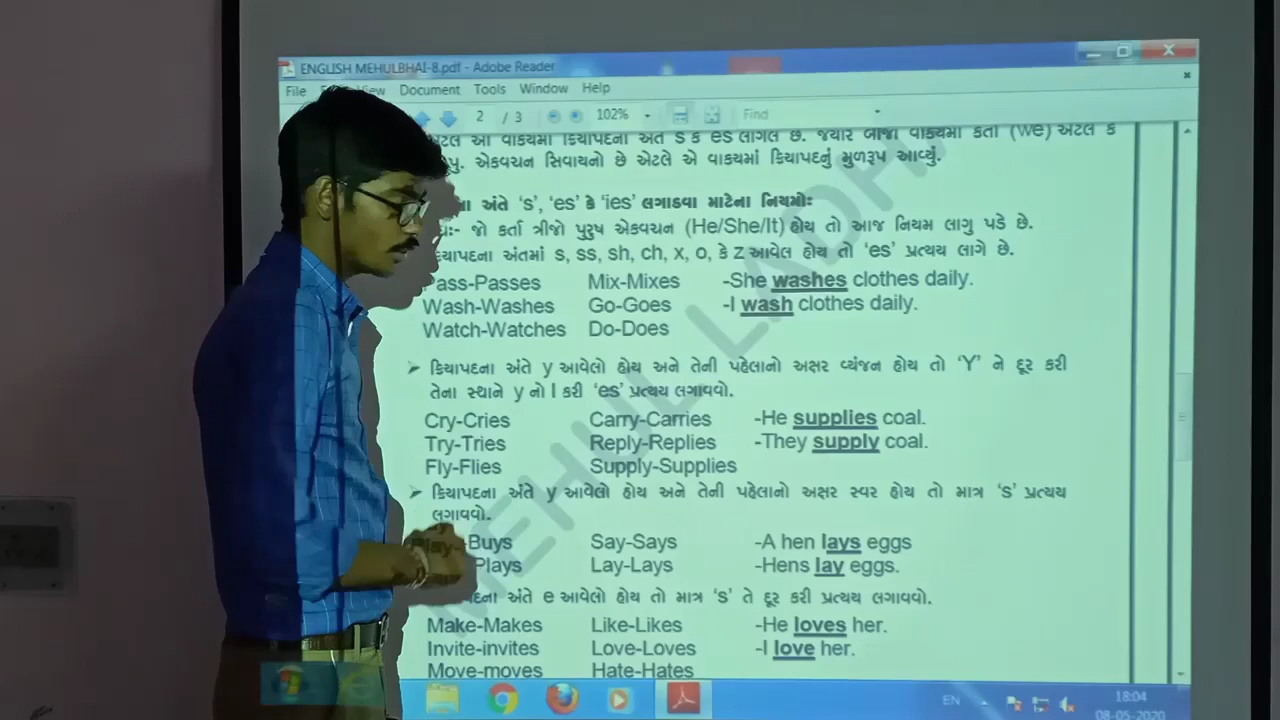 ENGLISH MEHULBHAI-8.pdf - Adobe Reader
File View Document Tools Window Help
2 / 3 102% Find
આ વાક્યમાં ક્રિયાપદના અંતે s કે es લાગેલ છે. જ્યારે બીજા વાક્યમાં કર્તા (we) એટલે કે
પુ. એકવચન સિવાયનો છે એટલે એ વાક્યમાં ક્રિયાપદનું મુળરૂપ આવ્યું.
ના અંતે ‘s’, ‘es’ કે ‘ies’ લગાડવા માટેના નિયમોઃ
જો કર્તા ત્રીજો પુરુષ એકવચન (He/She/It) હોય તો આજ નિયમ લાગુ પડે છે.
ક્રિયાપદના અંતમાં s, ss, sh, ch, x, o, કે z આવેલ હોય તો ‘es’ પ્રત્યય લાગે છે.
Pass-Passes Mix-Mixes -She washes clothes daily.
Wash-Washes Go-Goes -I wash clothes daily.
Watch-Watches Do-Does
➢ ક્રિયાપદના અંતે y આવેલો હોય અને તેની પહેલાનો અક્ષર વ્યંજન હોય તો ‘Y’ ને દૂર કરી
તેના સ્થાને y નો I કરી ‘es’ પ્રત્યય લગાવવો.
Cry-Cries Carry-Carries -He supplies coal.
Try-Tries Reply-Replies -They supply coal.
Fly-Flies Supply-Supplies
➢ ક્રિયાપદના અંતે y આવેલો હોય અને તેની પહેલાનો અક્ષર સ્વર હોય તો માત્ર ‘s’ પ્રત્યય
લગાવવો.
-Buys Say-Says -A hen lays eggs
Plays Lay-Lays -Hens lay eggs.
પદના અંતે e આવેલો હોય તો માત્ર ‘s’ તે દૂર કરી પ્રત્યય લગાવવો.
Make-Makes Like-Likes -He loves her.
Invite-invites Love-Loves -I love her.
Move-moves Hate-Hates
MEHUL LADH
EN 18:04
08-05-2020